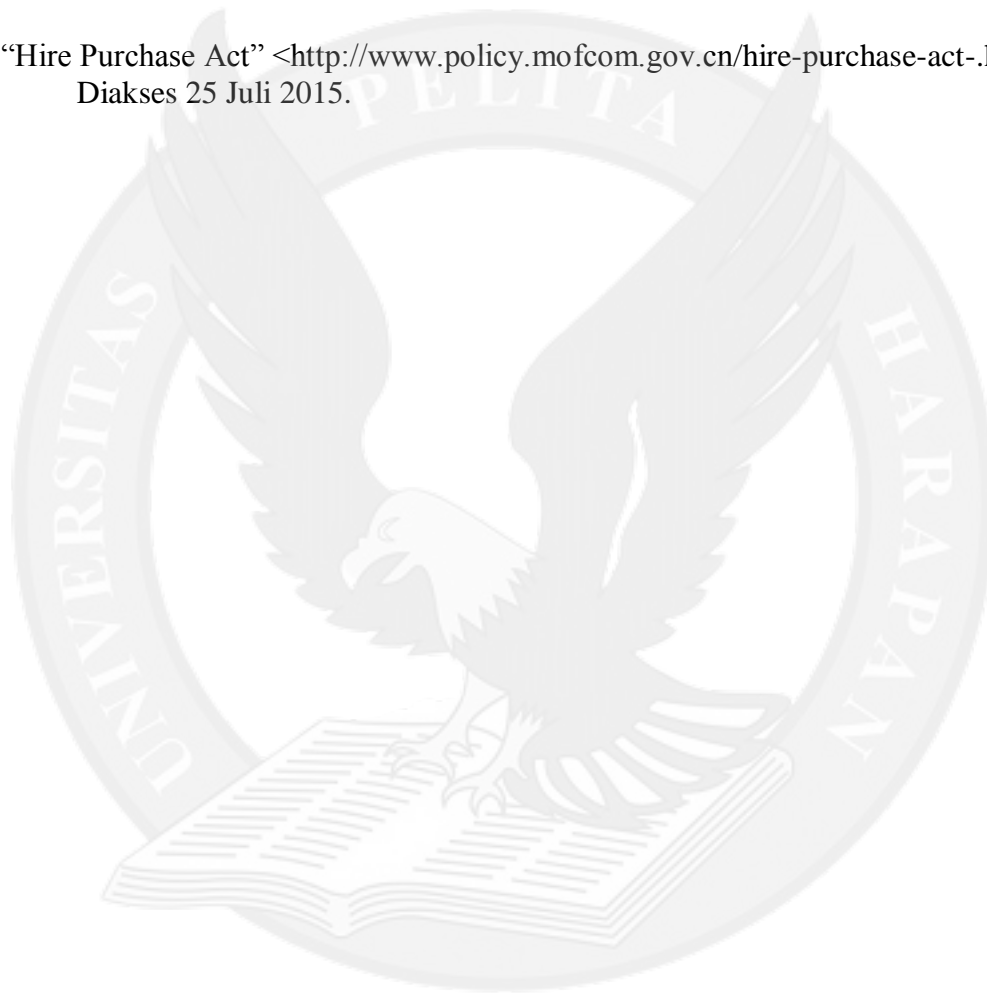 “Hire Purchase Act” <http://www.policy.mofcom.gov.cn/hire-purchase-act-.
Diakses 25 Juli 2015.
UNIVERSITAS PELITA HARAPAN